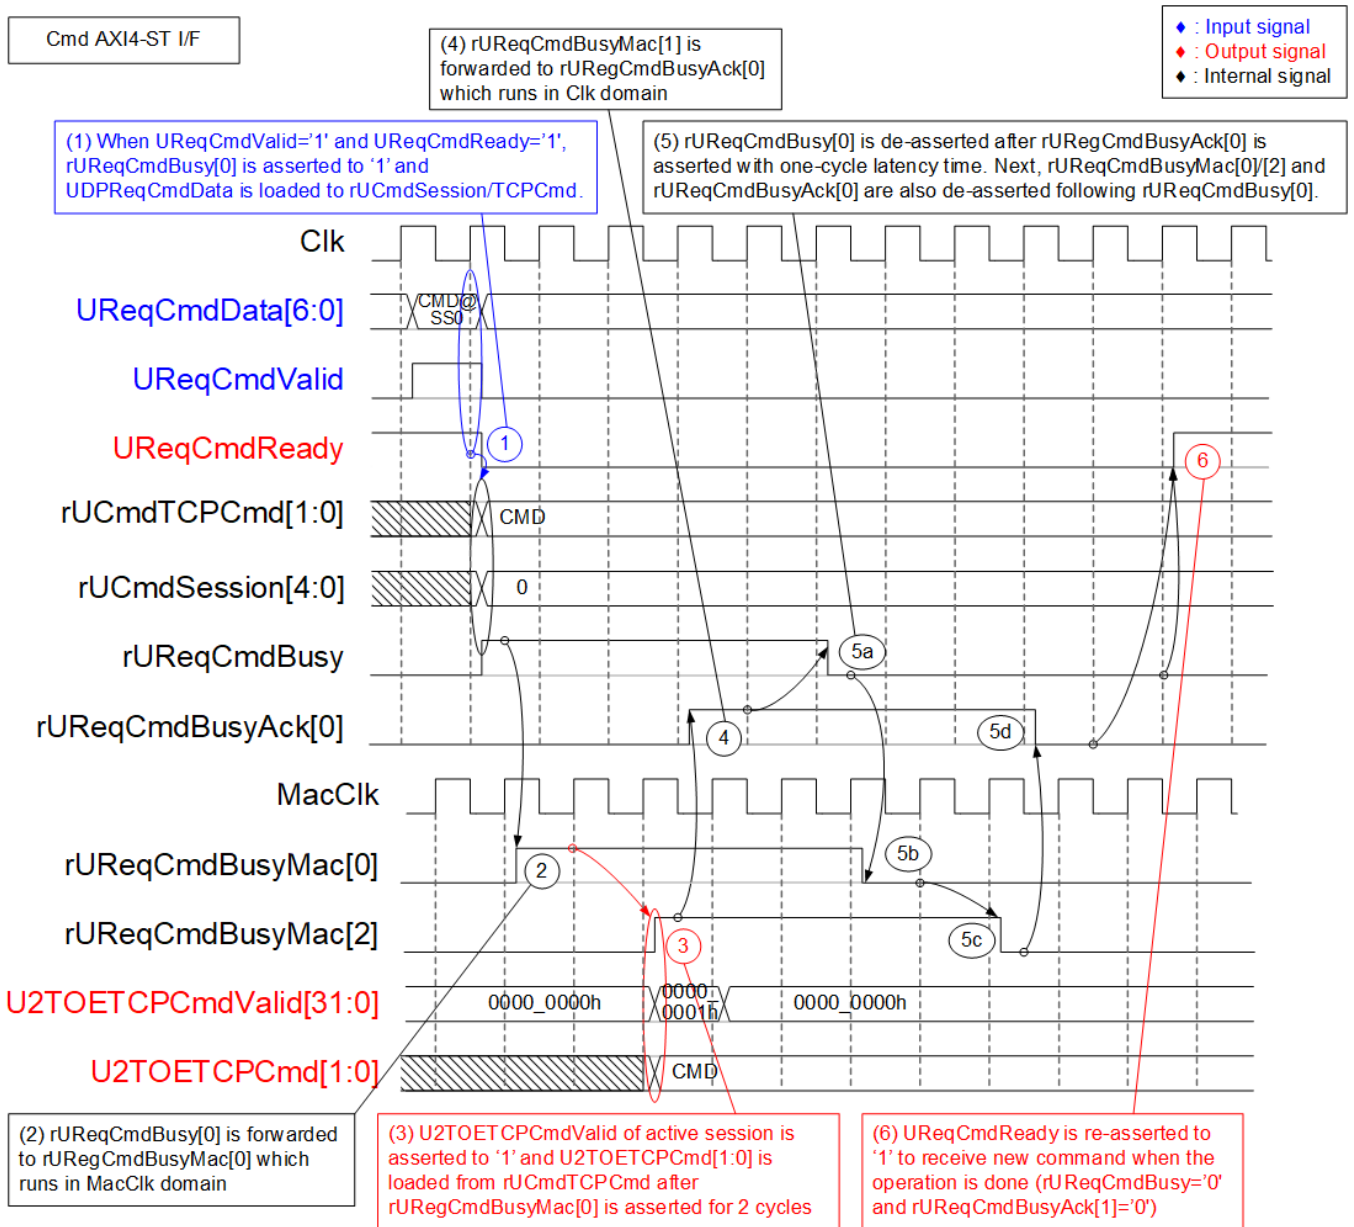 Cmd AXI4-ST I/F
♦ : Input signal
♦ : Output signal
♦ : Internal signal
(4) rUReqCmdBusyMac[1] is
forwarded to rURegCmdBusyAck[0]
which runs in Clk domain
(1) When UReqCmdValid='1' and UReqCmdReady='1',
rUReqCmdBusy[0] is asserted to '1' and
UDPReqCmdData is loaded to rUCmdSession/TCPCmd.
(5) rUReqCmdBusy[0] is de-asserted after rURegCmdBusyAck[0] is
asserted with one-cycle latency time. Next, rUReqCmdBusyMac[0]/[2] and
rUReqCmdBusyAck[0] are also de-asserted following rUReqCmdBusy[0].
Clk
UReqCmdData[6:0]
CMD@
SS0
UReqCmdValid
UReqCmdReady
1
6
rUCmdTCPCmd[1:0]
CMD
rUCmdSession[4:0]
0
rUReqCmdBusy
5a
rUReqCmdBusyAck[0]
4
5d
MacClk
rUReqCmdBusyMac[0]
2
5b
rUReqCmdBusyMac[2]
3
5c
U2TOETCPCmdValid[31:0]
0000_0000h
0000_
0001h
0000_0000h
U2TOETCPCmd[1:0]
CMD
(2) rUReqCmdBusy[0] is forwarded
to rURegCmdBusyMac[0] which
runs in MacClk domain
(3) U2TOETCPCmdValid of active session is
asserted to '1' and U2TOETCPCmd[1:0] is
loaded from rUCmdTCPCmd after
rURegCmdBusyMac[0] is asserted for 2 cycles
(6) UReqCmdReady is re-asserted to
'1' to receive new command when the
operation is done (rUReqCmdBusy='0'
and rUReqCmdBusyAck[1]='0')